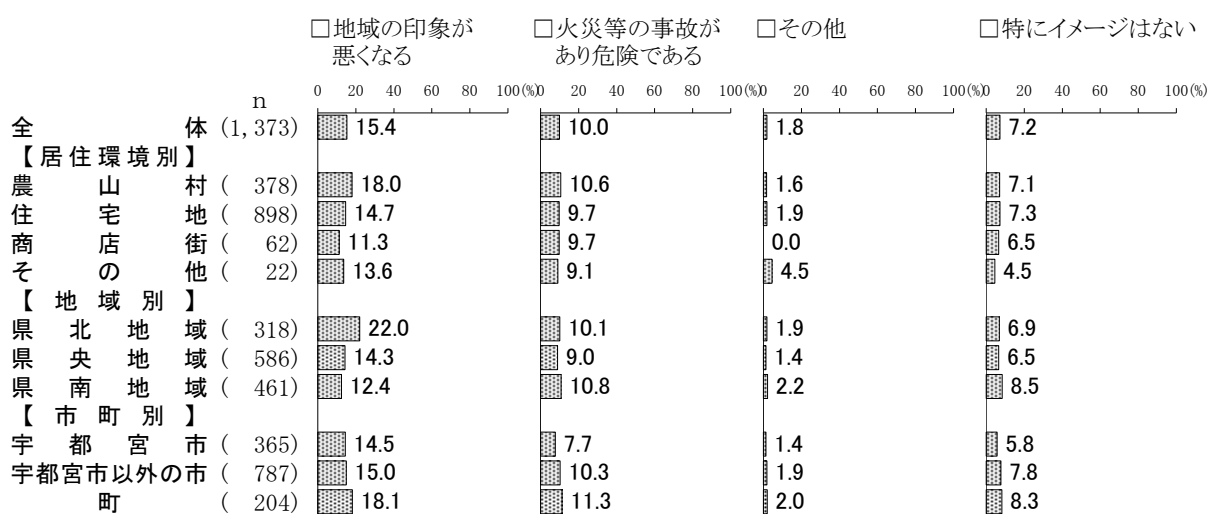 □地域の印象が 悪くなる □火災等の事故が あり危険である □その他 □特にイメージはない
n 0 20 40 60 80 100(%) 0 20 40 60 80 100(%) 0 20 40 60 80 100(%) 0 20 40 60 80 100(%)
全体 (1,373) 15.4 10.0 1.8 7.2
【居住環境別】
農山村 ( 378) 18.0 10.6 1.6 7.1
住宅地 ( 898) 14.7 9.7 1.9 7.3
商店街 ( 62) 11.3 9.7 0.0 6.5
その他 ( 22) 13.6 9.1 4.5 4.5
【地域別】
県北地域 ( 318) 22.0 10.1 1.9 6.9
県央地域 ( 586) 14.3 9.0 1.4 6.5
県南地域 ( 461) 12.4 10.8 2.2 8.5
【市町別】
宇都宮市 ( 365) 14.5 7.7 1.4 5.8
宇都宮市以外の市 ( 787) 15.0 10.3 1.9 7.8
町 ( 204) 18.1 11.3 2.0 8.3